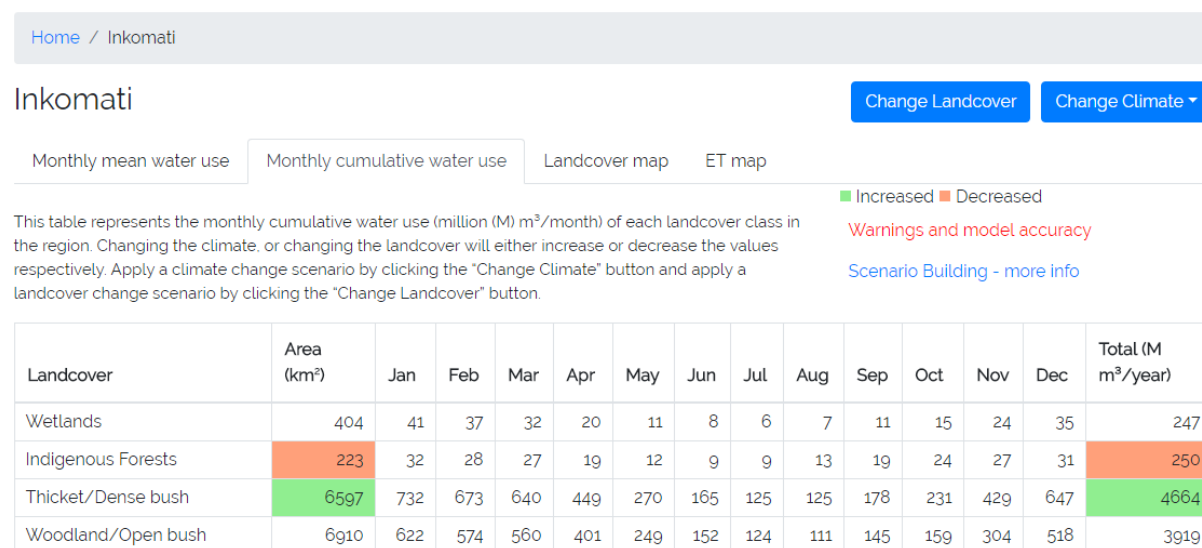 Home / Inkomati
Inkomati
Change Landcover
Change Climate
Monthly mean water use
Monthly cumulative water use
Landcover map
ET map
Increased
Decreased
This table represents the monthly cumulative water use (million (M) m³/month) of each landcover class in
the region. Changing the climate, or changing the landcover will either increase or decrease the values
respectively. Apply a climate change scenario by clicking the "Change Climate" button and apply a
landcover change scenario by clicking the "Change Landcover" button.
Warnings and model accuracy
Scenario Building - more info
Landcover Area (km²) Jan Feb Mar Apr May Jun Jul Aug Sep Oct Nov Dec Total (M m³/year)
Wetlands 404 41 37 32 20 11 8 6 7 11 15 24 35 247
Indigenous Forests 223 32 28 27 19 12 9 9 13 19 24 27 31 250
Thicket/Dense bush 6597 732 673 640 449 270 165 125 125 178 231 429 647 4664
Woodland/Open bush 6910 622 574 560 401 249 152 124 111 145 159 304 518 3919